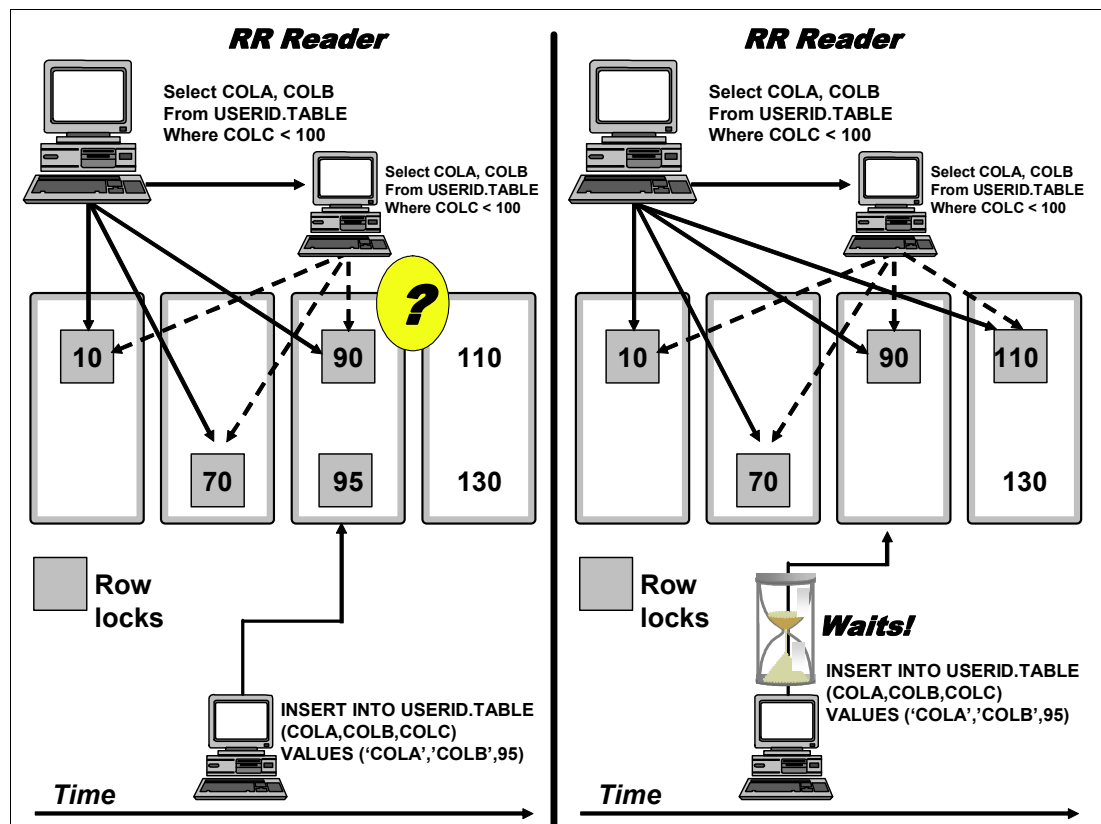 RR Reader
Select COLA, COLB
From USERID.TABLE
Where COLC < 100
Select COLA, COLB
From USERID.TABLE
Where COLC < 100
?
10
90
110
70
95
130
Row
locks
INSERT INTO USERID.TABLE
(COLA,COLB,COLC)
VALUES (‘COLA’,’COLB’,95)
Time
RR Reader
Select COLA, COLB
From USERID.TABLE
Where COLC < 100
Select COLA, COLB
From USERID.TABLE
Where COLC < 100
10
90
110
70
130
Row
locks
Waits!
INSERT INTO USERID.TABLE
(COLA,COLB,COLC)
VALUES (‘COLA’,’COLB’,95)
Time